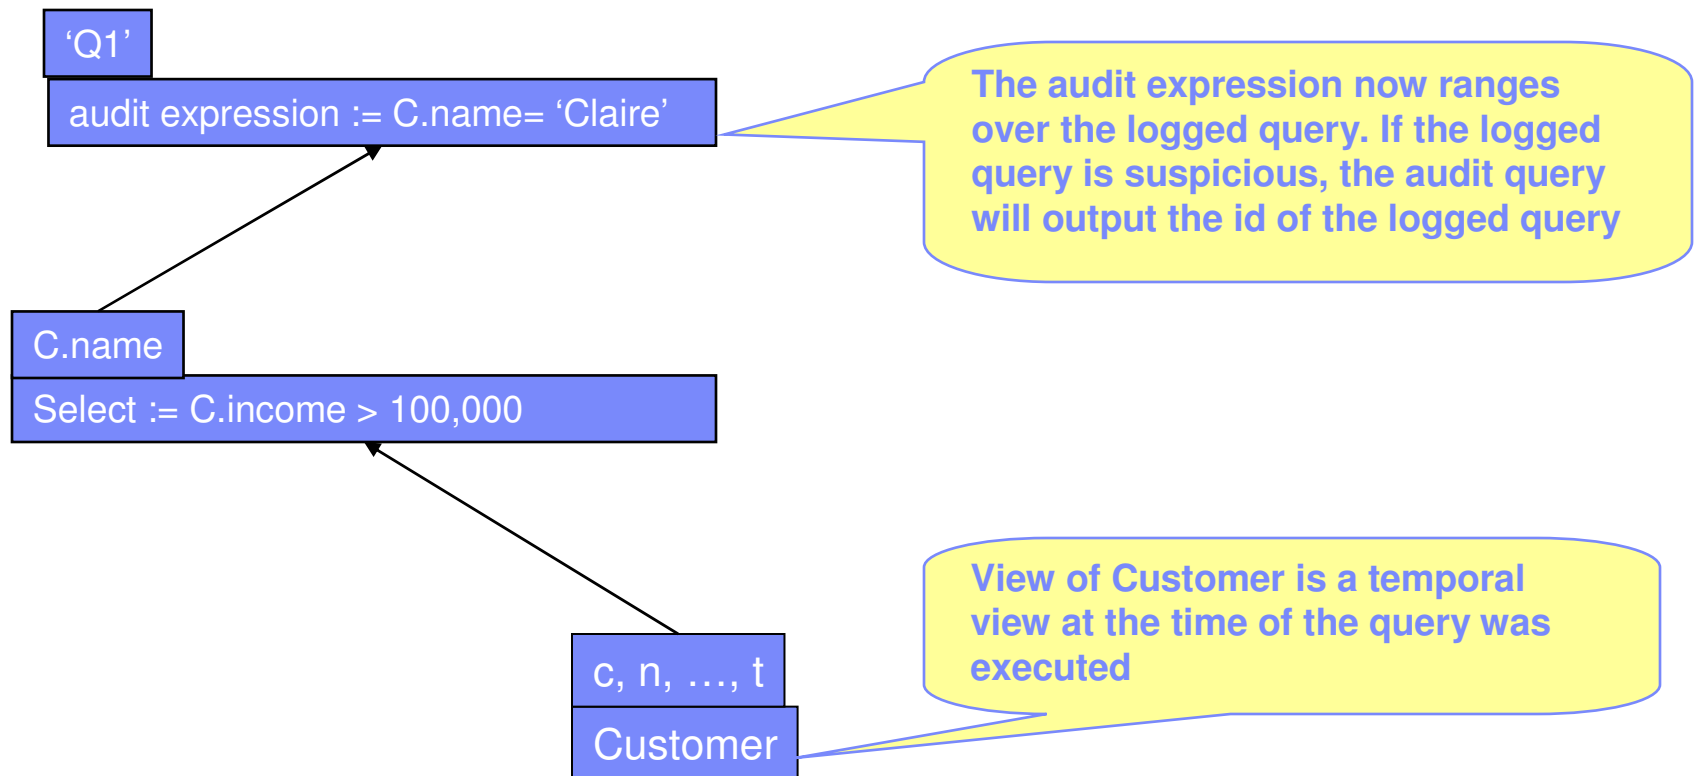 ‘Q1’
audit expression := C.name= ‘Claire’
The audit expression now ranges
over the logged query. If the logged
query is suspicious, the audit query
will output the id of the logged query
C.name
Select := C.income > 100,000
View of Customer is a temporal
view at the time of the query was
executed
c, n, …, t
Customer